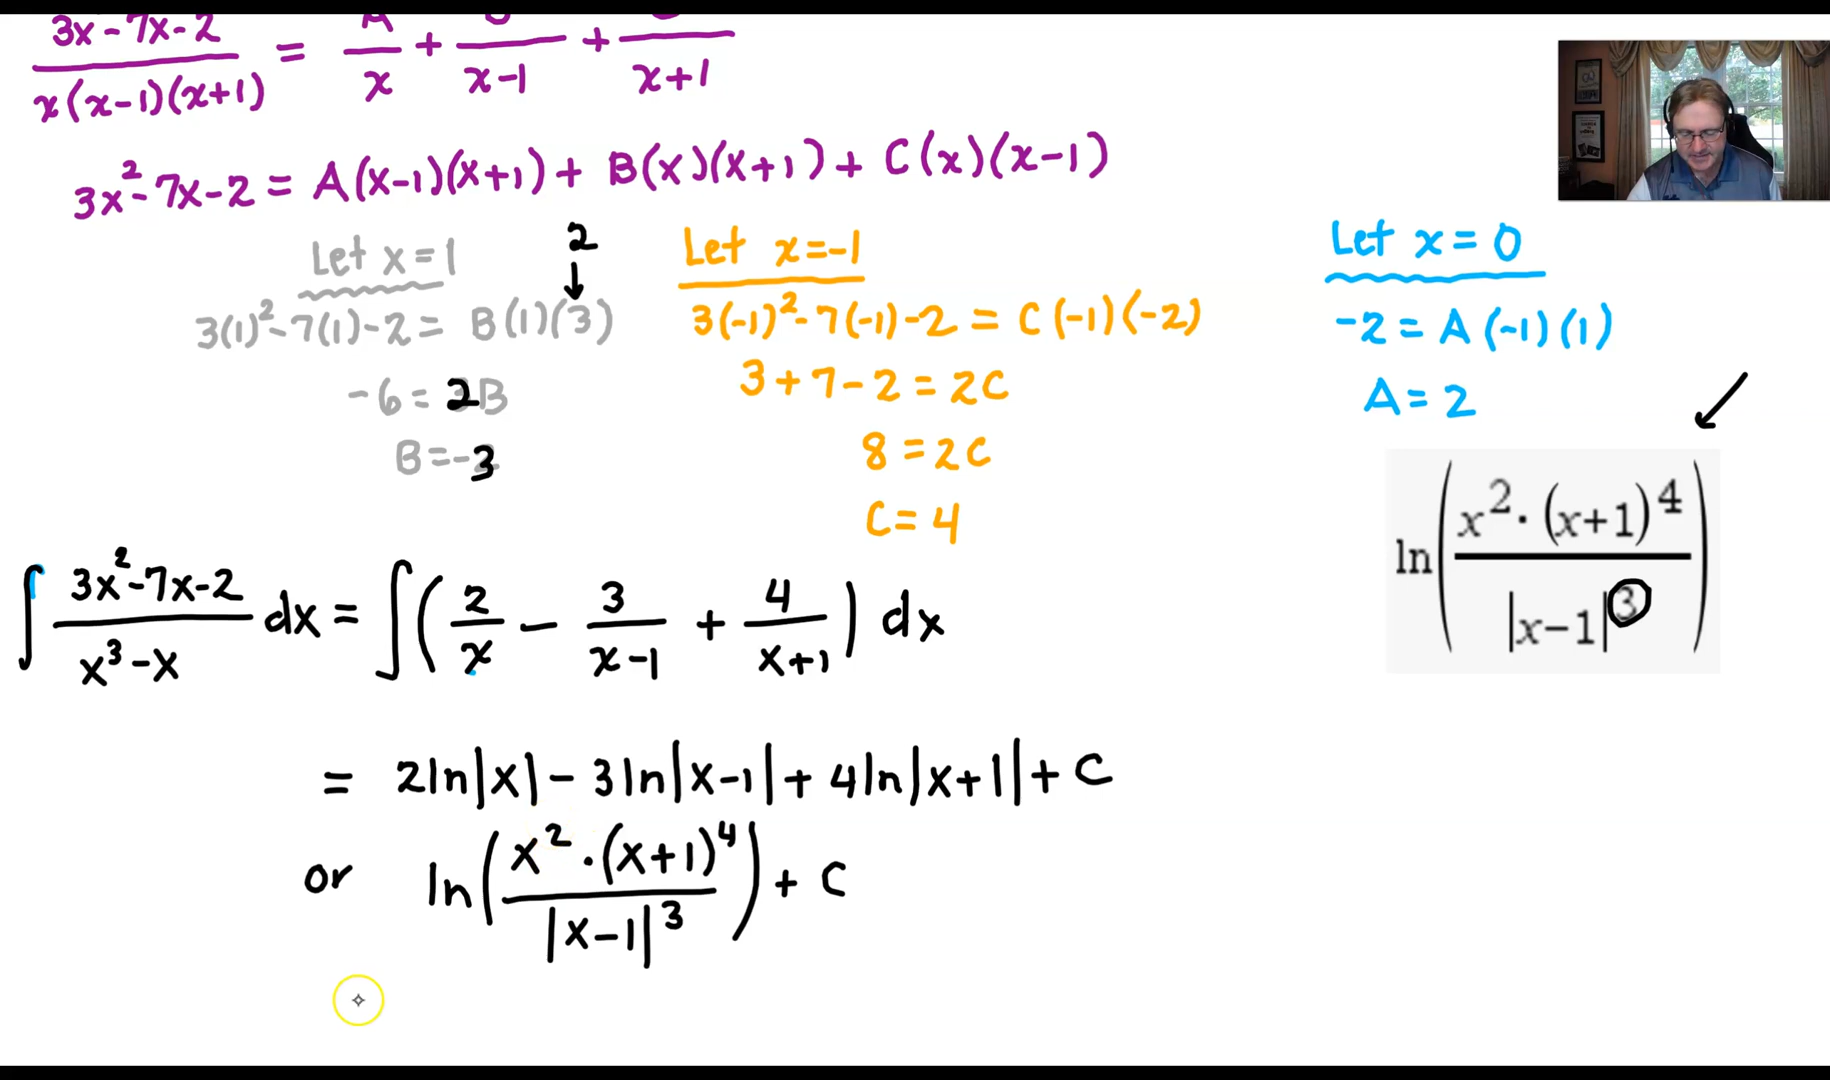 3x-7x-2 / x(x-1)(x+1) = A/x + /x-1 + /x+1
3x²-7x-2 = A(x-1)(x+1) + B(x)(x+1) + C(x)(x-1)
Let x=1
2
↓
3(1)²-7(1)-2 = B(1)(3)
-6 = 2B
B = -3
Let x=-1
3(-1)²-7(-1)-2 = C(-1)(-2)
3+7-2 = 2C
8 = 2C
C = 4
Let x=0
-2 = A(-1)(1)
A = 2
ln(x²·(x+1)⁴ / |x-1|³)
∫ 3x²-7x-2 / x³-x dx = ∫(2/x - 3/x-1 + 4/x+1) dx
= 2ln|x| - 3ln|x-1| + 4ln|x+1| + C
or ln(x²·(x+1)⁴ / |x-1|³) + C